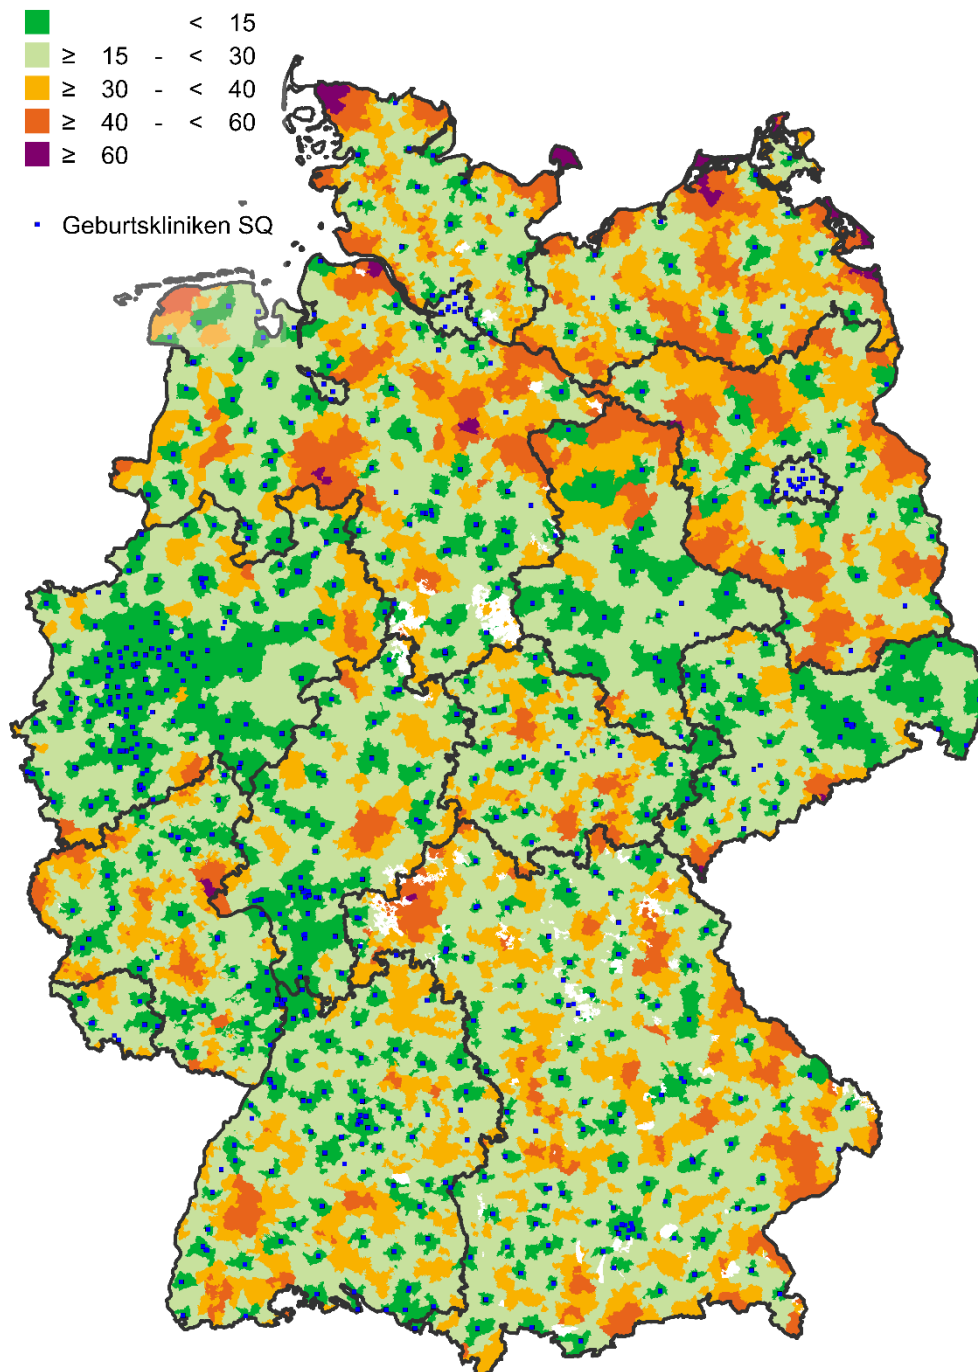 < 15
≥ 15 - < 30
≥ 30 - < 40
≥ 40 - < 60
≥ 60
Geburtskliniken SQ